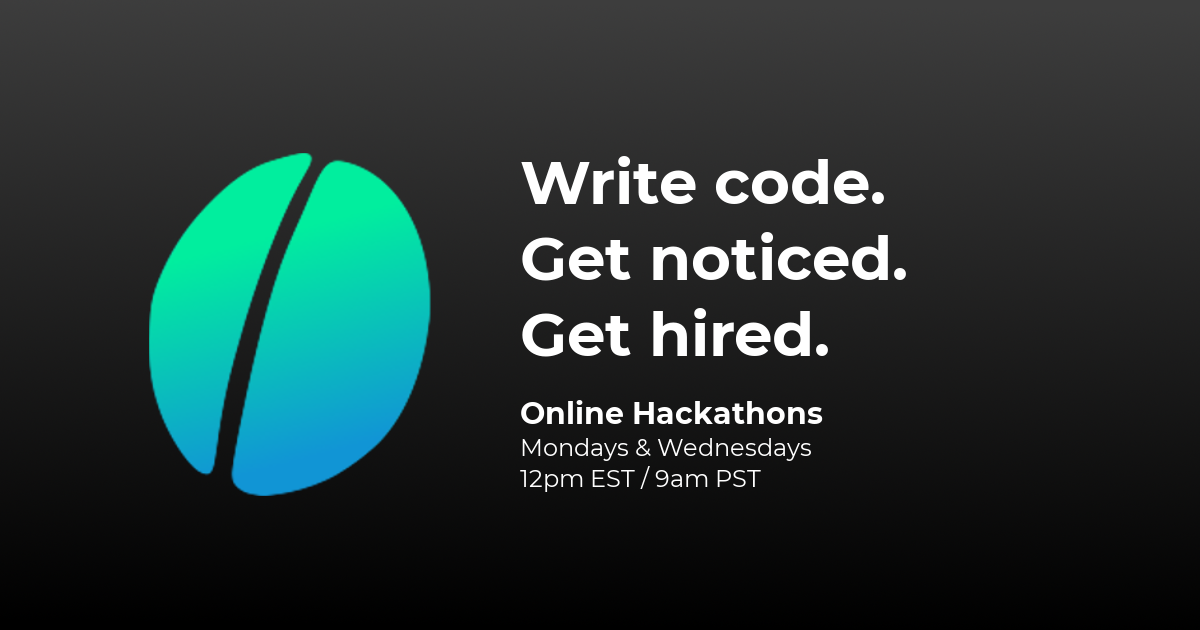 Write code.
Get noticed.
Get hired.
Online Hackathons
Mondays & Wednesdays
12pm EST / 9am PST